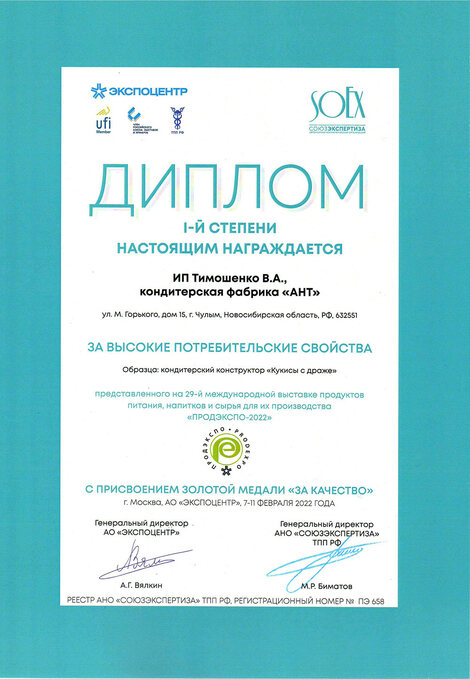 ЭКСПОЦЕНТР
SOEX
СОЮЗЭКСПЕРТИЗА
ufi
Member
ТПП РФ
ДИПЛОМ
I-Й СТЕПЕНИ
НАСТОЯЩИМ НАГРАЖДАЕТСЯ
ИП Тимошенко В.А.,
кондитерская фабрика «АНТ»
ул. М. Горького, дом 15, г. Чулым, Новосибирская область, РФ, 632551
ЗА ВЫСОКИЕ ПОТРЕБИТЕЛЬСКИЕ СВОЙСТВА
Образца: кондитерский конструктор «Кукисы с драже»
представленного на 29-й международной выставке продуктов
питания, напитков и сырья для их производства
«ПРОДЭКСПО-2022»
ПРОДЭКСПО • PRODEXPO
С ПРИСВОЕНИЕМ ЗОЛОТОЙ МЕДАЛИ «ЗА КАЧЕСТВО»
г. Москва, АО «ЭКСПОЦЕНТР», 7-11 ФЕВРАЛЯ 2022 ГОДА
Генеральный директор
АО «ЭКСПОЦЕНТР»
А.Г. Вялкин
Генеральный директор
АНО «СОЮЗЭКСПЕРТИЗА»
ТПП РФ
М.Р. Биматов
РЕЕСТР АНО «СОЮЗЭКСПЕРТИЗА» ТПП РФ, РЕГИСТРАЦИОННЫЙ НОМЕР № ПЭ 658